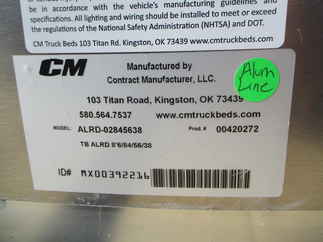 be in accordance with the vehicle's manufacturing guidelines and
specifications. All lighting and wiring should be installed to meet or exceed
the regulations of the National Safety Administration (NHTSA) and DOT.
CM Truck Beds 103 Titan Rd. Kingston, OK 73439 www.cmtruckbeds.com
CM
Manufactured by
Contract Manufacturer, LLC.
Alum
Line
103 Titan Road, Kingston, OK 73439
580.564.7537 www.cmtruckbeds.com
MODEL: ALRD-02845638 Prod. # 00420272
TB ALRD 8'6/84/56/38
ID# MX00392216